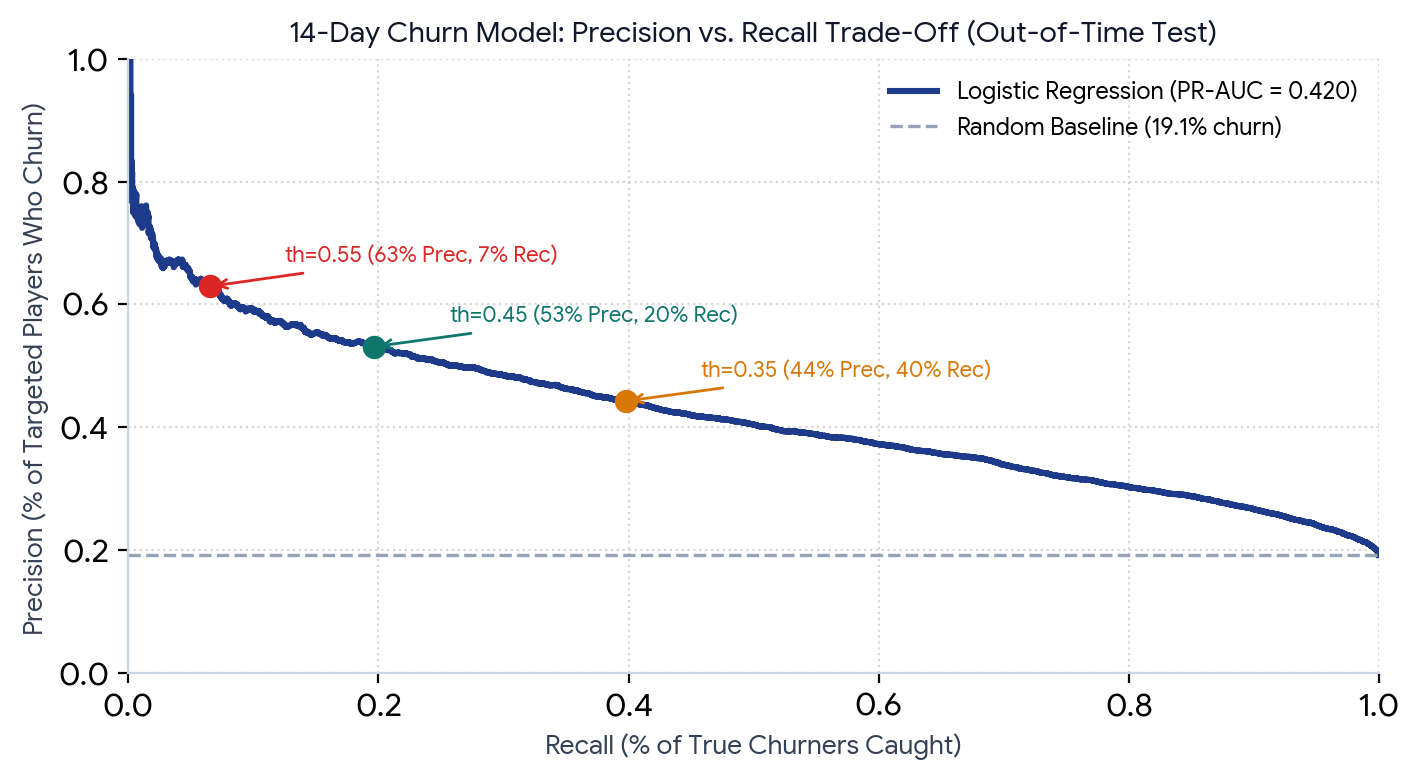 14-Day Churn Model: Precision vs. Recall Trade-Off (Out-of-Time Test)
Precision (% of Targeted Players Who Churn)
1.0
0.8
0.6
0.4
0.2
0.0
Logistic Regression (PR-AUC = 0.420)
Random Baseline (19.1% churn)
th=0.55 (63% Prec, 7% Rec)
th=0.45 (53% Prec, 20% Rec)
th=0.35 (44% Prec, 40% Rec)
0.0 0.2 0.4 0.6 0.8 1.0
Recall (% of True Churners Caught)